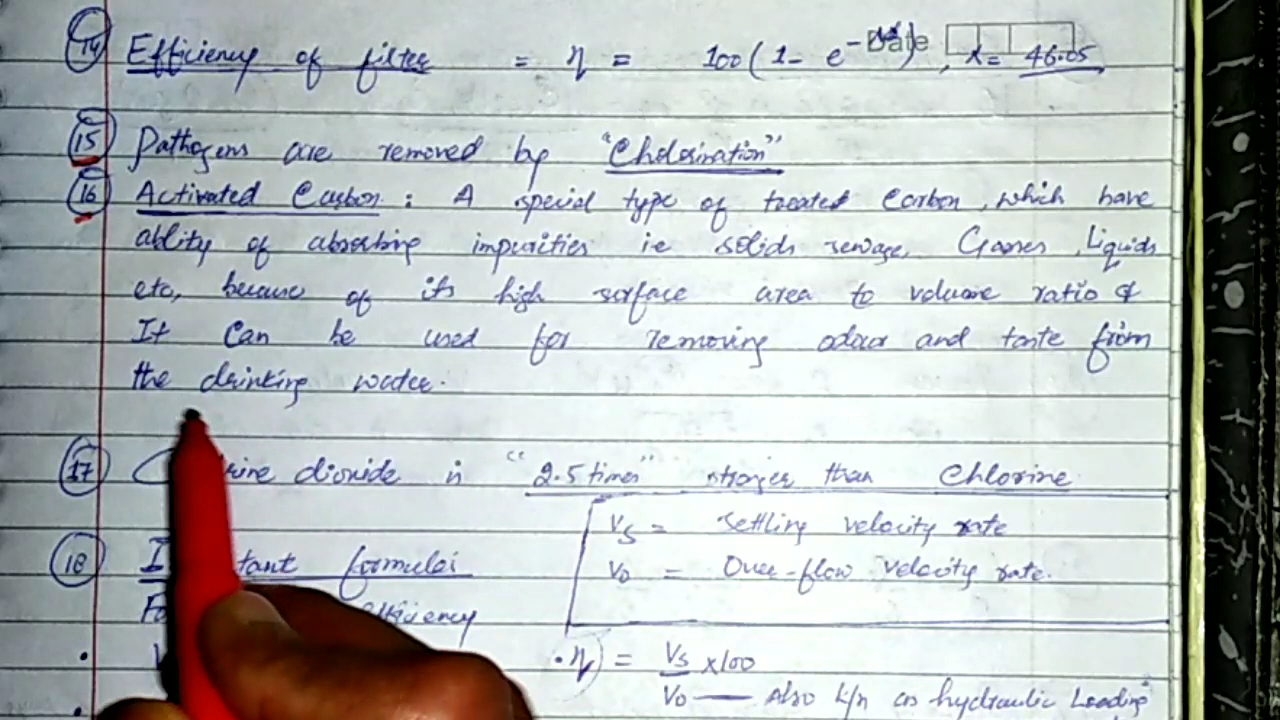 14 Efficiency of filter = η = 100 (1 - e^- ) , x = 46.05
Date
15 Pathogens are removed by "Cholorination"
16 Activated Carbon : A special type of treated carbon, which have
ablity of absorbing impurities ie solids sewage, Gases, Liquids
etc, because of its high surface area to volume ratio &
It can be used for removing odour and taste from
the drinking water.
17 dioxide is "2.5 times" stronger than Chlorine
18 formulei
Vs = Settling velocity rate
Vo = Over-flow velocity rate.
efficiency
η = Vs x100
Vo — Also k/n as hydraulic Loading